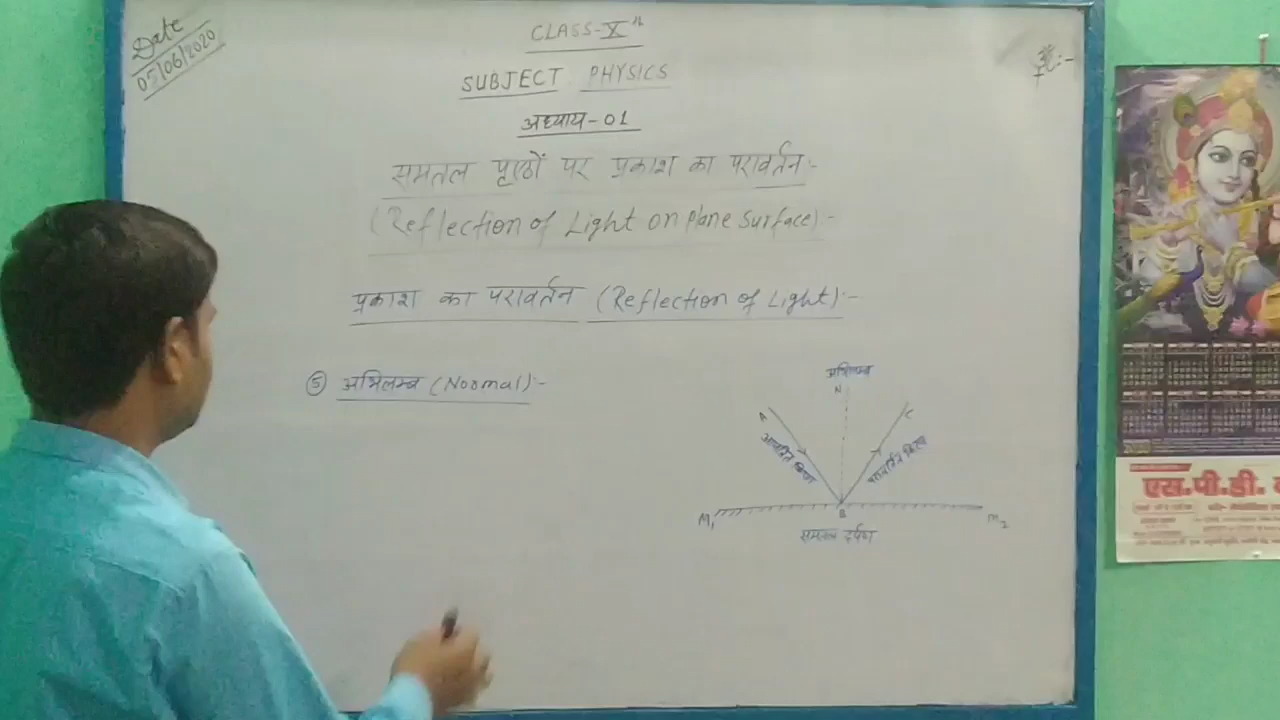 Date
05/06/2020
CLASS-Xth
SUBJECT PHYSICS
अध्याय-01
समतल पृष्ठों पर प्रकाश का परावर्तन:-
(Reflection of Light on Plane Surface):-
प्रकाश का परावर्तन (Reflection of Light):-
⑤ अभिलम्ब (Normal):-
अभिलम्ब
N
A
C
आपतित किरण
परावर्तित किरण
M₁
B
M₂
समतल दर्पण
एस.पी.डी.